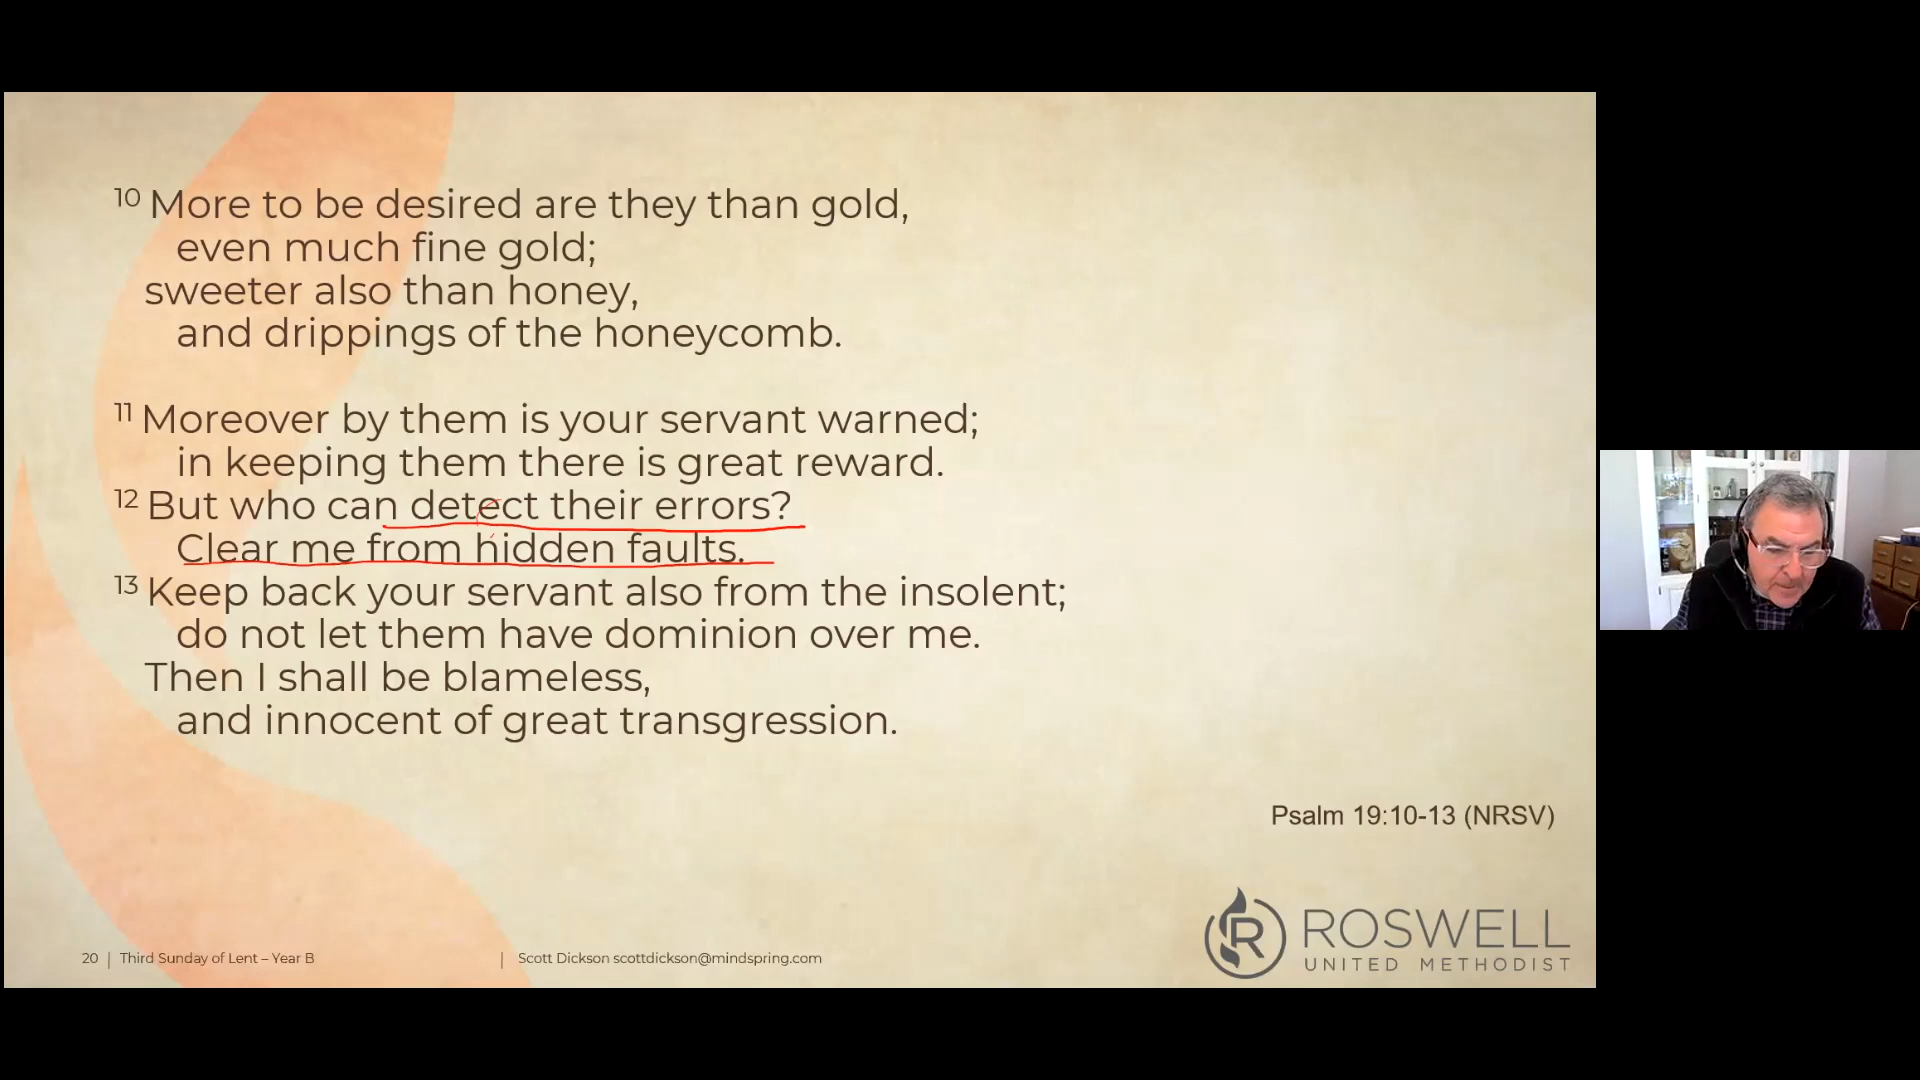 10 More to be desired are they than gold,
even much fine gold;
sweeter also than honey,
and drippings of the honeycomb.
11 Moreover by them is your servant warned;
in keeping them there is great reward.
12 But who can detect their errors?
Clear me from hidden faults.
13 Keep back your servant also from the insolent;
do not let them have dominion over me.
Then I shall be blameless,
and innocent of great transgression.
Psalm 19:10-13 (NRSV)
R ROSWELL
UNITED METHODIST
20 | Third Sunday of Lent – Year B | Scott Dickson scottdickson@mindspring.com